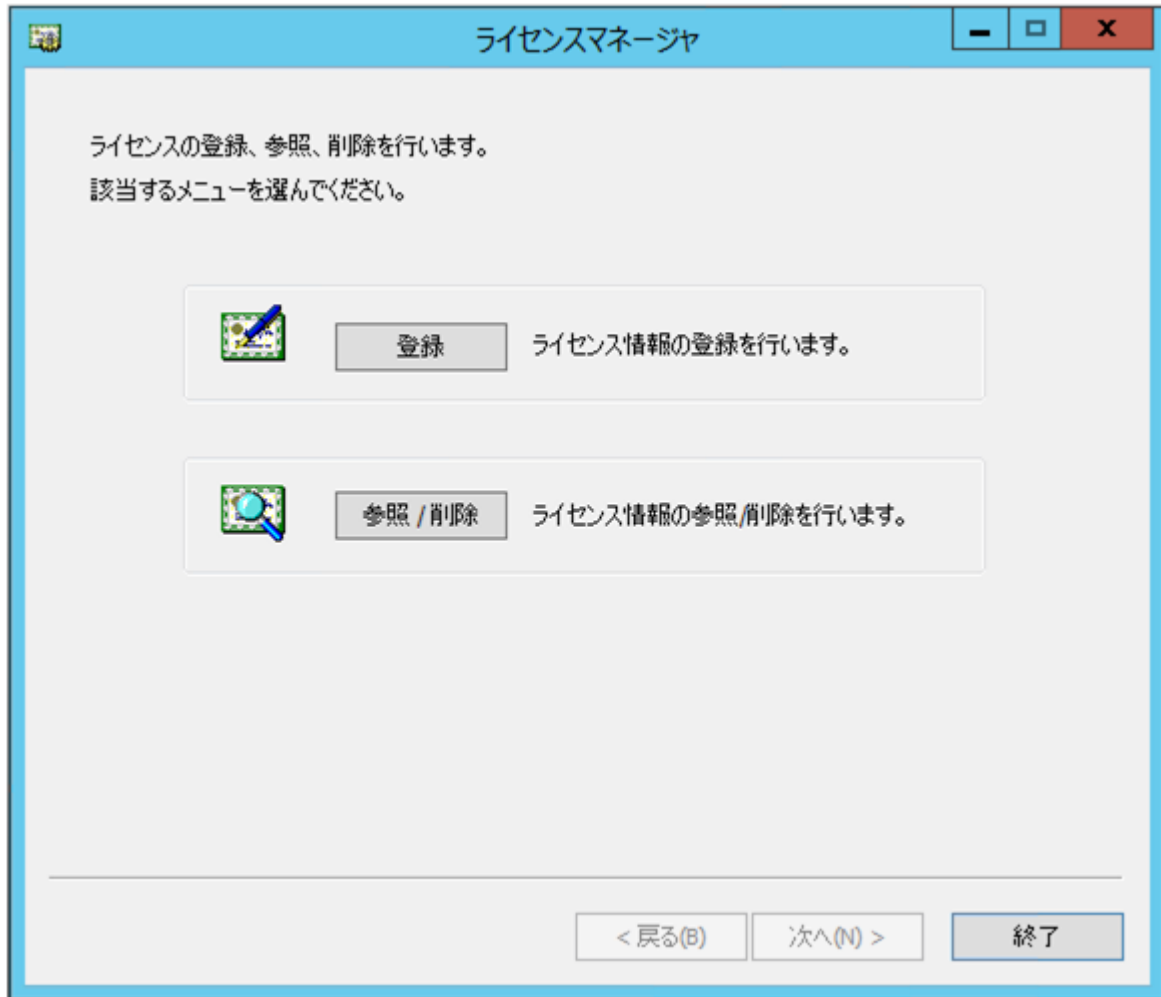 ライセンスマネージャ
ライセンスの登録、参照、削除を行います。
該当するメニューを選んでください。
登録
ライセンス情報の登録を行います。
参照 / 削除
ライセンス情報の参照/削除を行います。
< 戻る(B)
次へ(N) >
終了